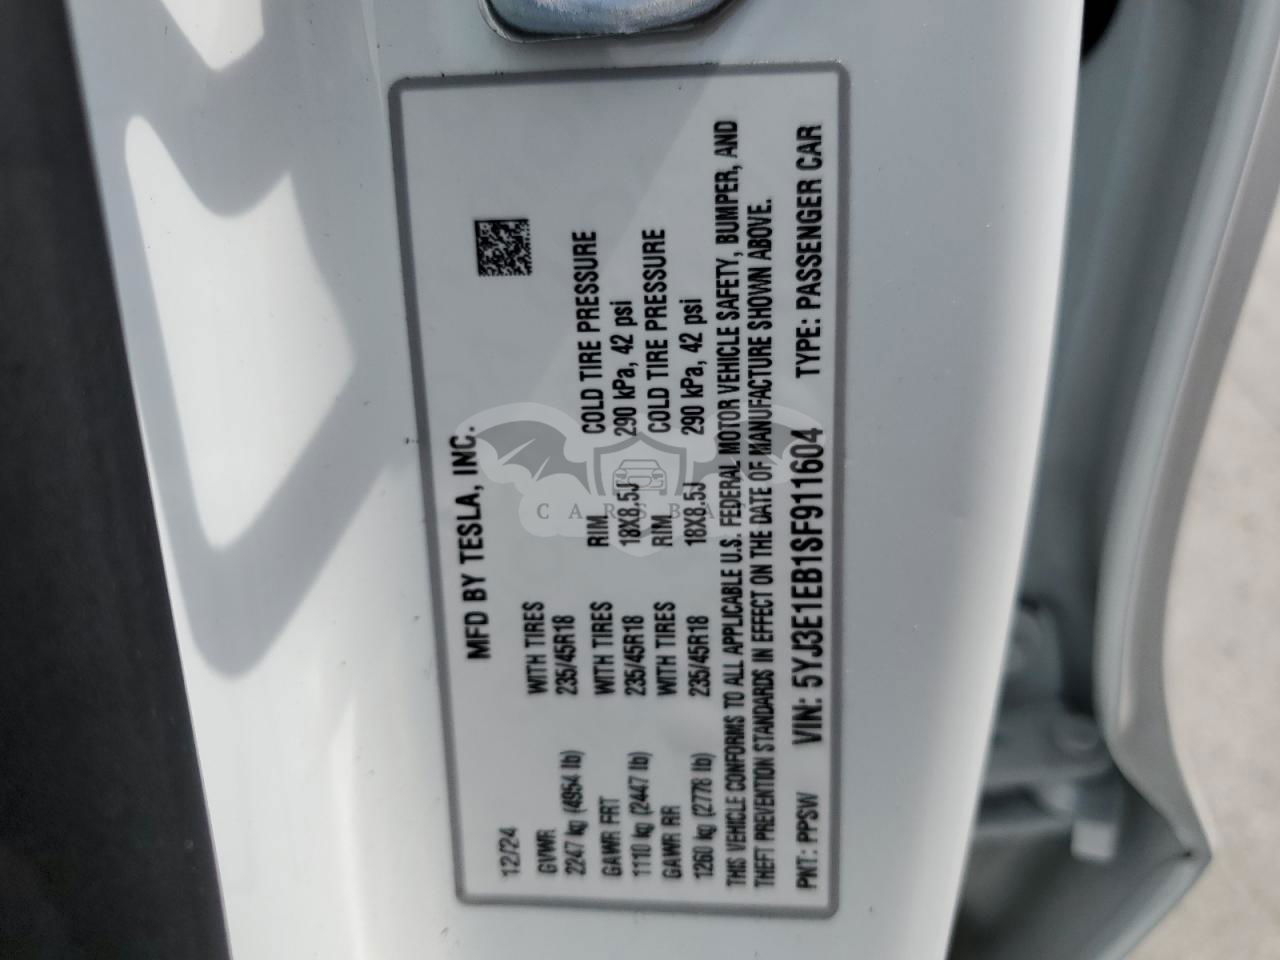 MFD BY TESLA, INC.
12/24
GVWR WITH TIRES RIM COLD TIRE PRESSURE
2247 kg (4954 lb) 235/45R18 18X8.5J 290 kPa, 42 psi
GAWR FRT WITH TIRES RIM COLD TIRE PRESSURE
1110 kg (2447 lb) 235/45R18 18X8.5J 290 kPa, 42 psi
GAWR RR WITH TIRES
1260 kg (2778 lb) 235/45R18
THIS VEHICLE CONFORMS TO ALL APPLICABLE U.S. FEDERAL MOTOR VEHICLE SAFETY, BUMPER, AND
THEFT PREVENTION STANDARDS IN EFFECT ON THE DATE OF MANUFACTURE SHOWN ABOVE.
PNT: PPSW VIN: 5YJ3E1EB1SF911604 TYPE: PASSENGER CAR